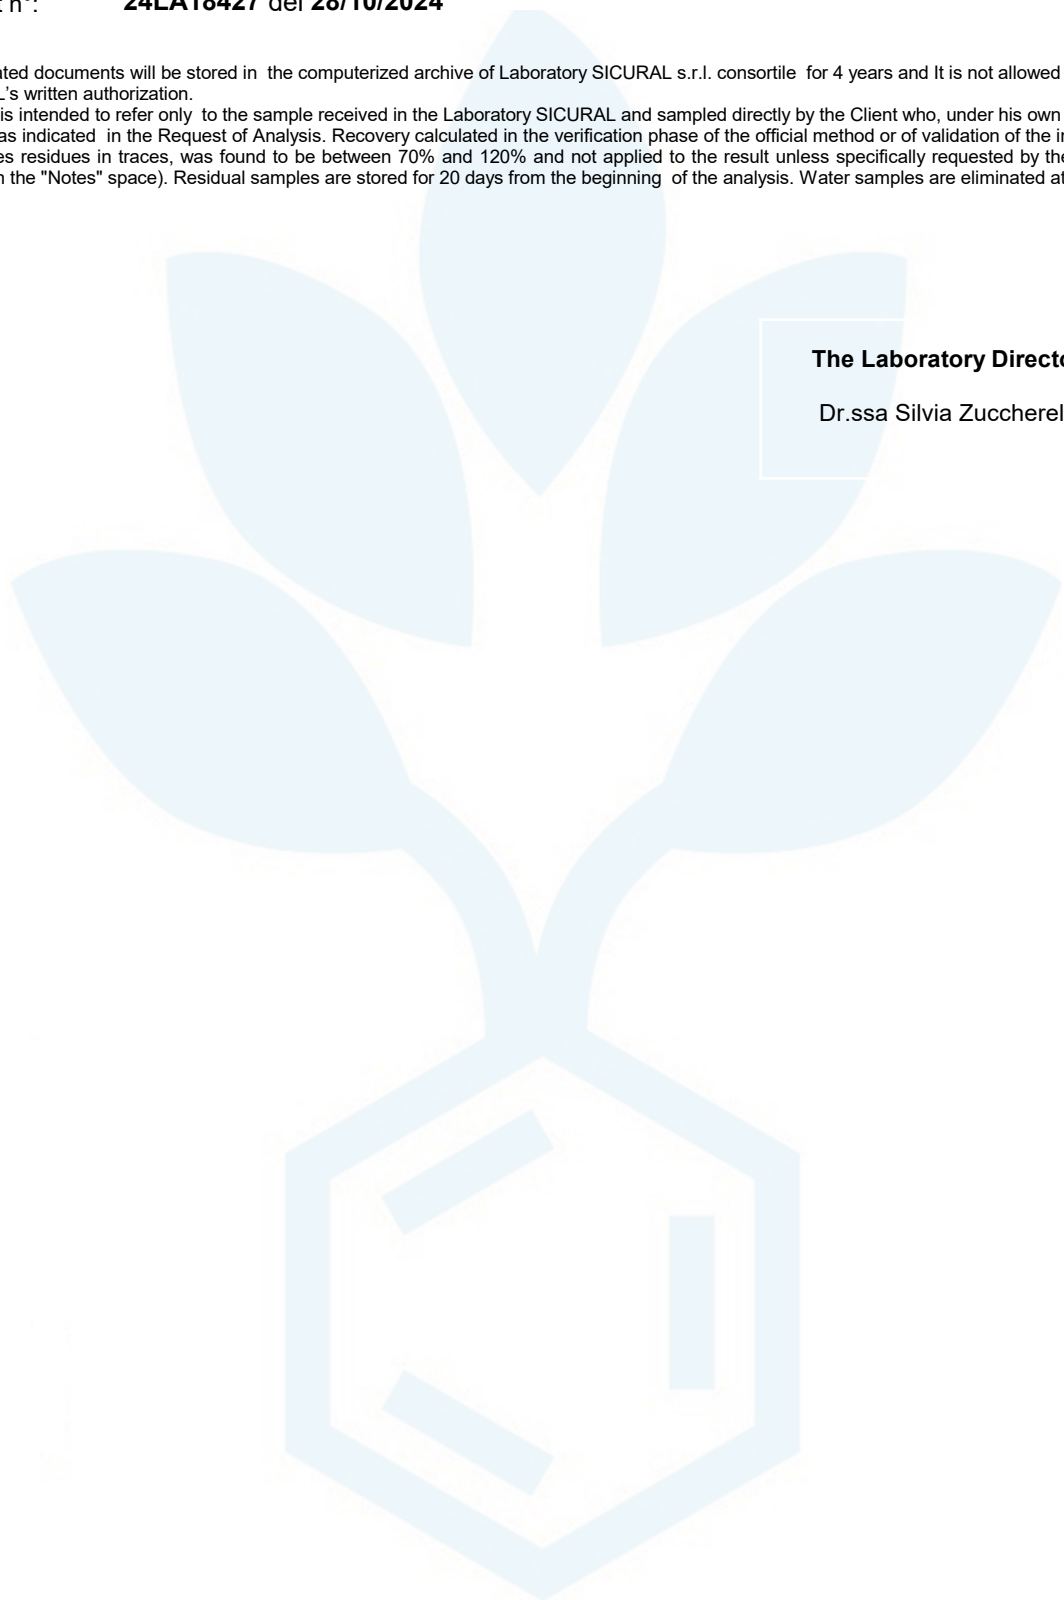 t n°: 24LA18427 del 28/10/2024
ated documents will be stored in the computerized archive of Laboratory SICURAL s.r.l. consortile for 4 years and It is not allowed
L's written authorization.
is intended to refer only to the sample received in the Laboratory SICURAL and sampled directly by the Client who, under his own
as indicated in the Request of Analysis. Recovery calculated in the verification phase of the official method or of validation of the i
es residues in traces, was found to be between 70% and 120% and not applied to the result unless specifically requested by the
n the "Notes" space). Residual samples are stored for 20 days from the beginning of the analysis. Water samples are eliminated at
The Laboratory Directo
Dr.ssa Silvia Zuccherel